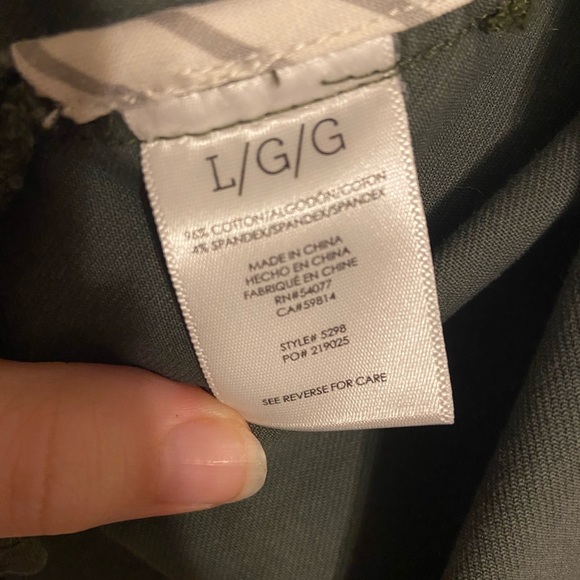 L/G/G
96% COTTON/ALGODÓN/COTON
4% SPANDEX/SPANDEX/SPANDEX
MADE IN CHINA
HECHO EN CHINA
FABRIQUÉ EN CHINE
RN#54077
CA#59814
STYLE# 5298
PO# 219025
SEE REVERSE FOR CARE